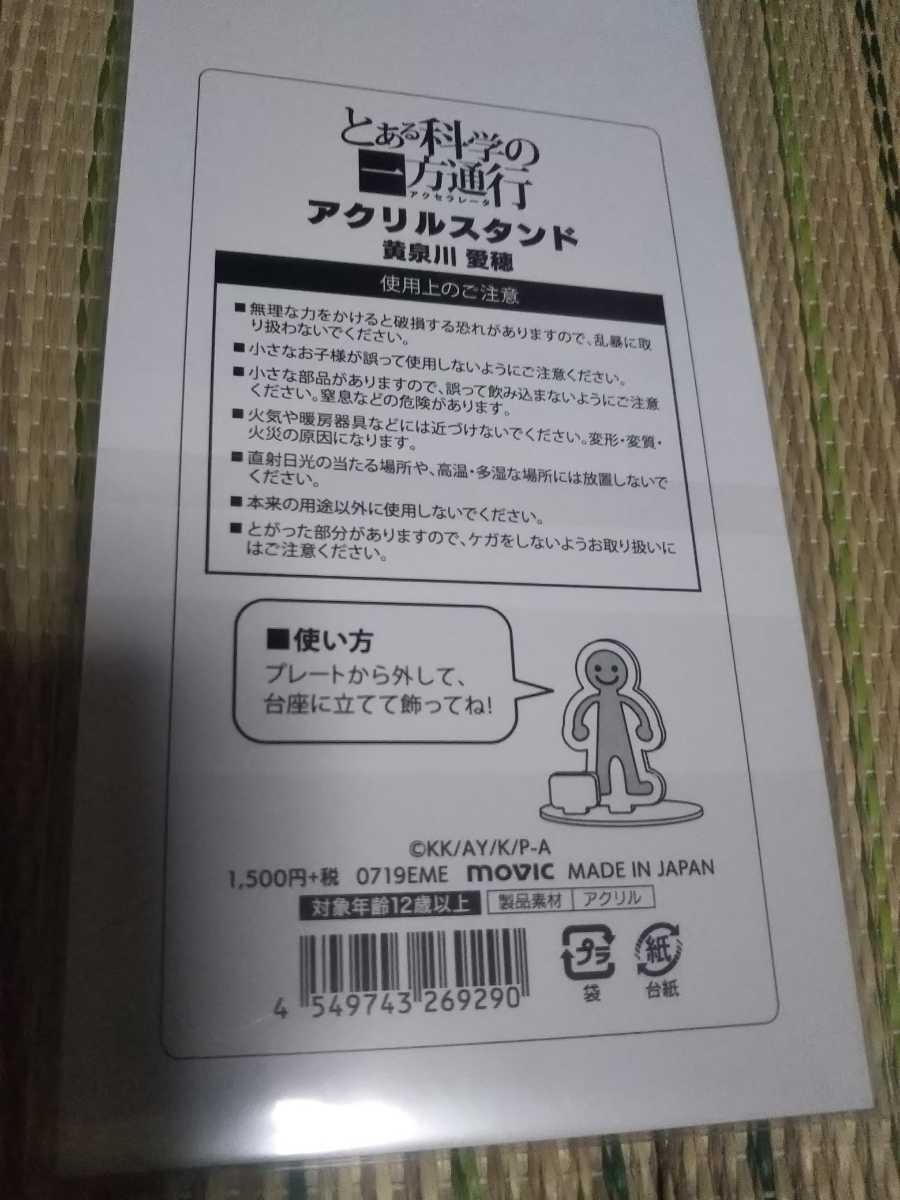 とある科学の
一方通行
アクセラレータ
アクリルスタンド
黄泉川 愛穂
使用上のご注意
■無理な力をかけると破損する恐れがありますので、乱暴に取
り扱わないでください。
■小さなお子様が誤って使用しないようにご注意ください。
■小さな部品がありますので、誤って飲み込まないようにご注意
ください。窒息などの危険があります。
■火気や暖房器具などには近づけないでください。変形・変質・
火災の原因になります。
■直射日光の当たる場所や、高温・多湿な場所には放置しないで
ください。
■本来の用途以外に使用しないでください。
■とがった部分がありますので、ケガをしないようお取り扱いに
はご注意ください。
■使い方
プレートから外して、
台座に立てて飾ってね!
©KK/AY/K/P-A
1,500円+税 0719EME movic MADE IN JAPAN
対象年齢12歳以上 製品素材 アクリル
プラ 紙
袋 台紙
4 549743 269290